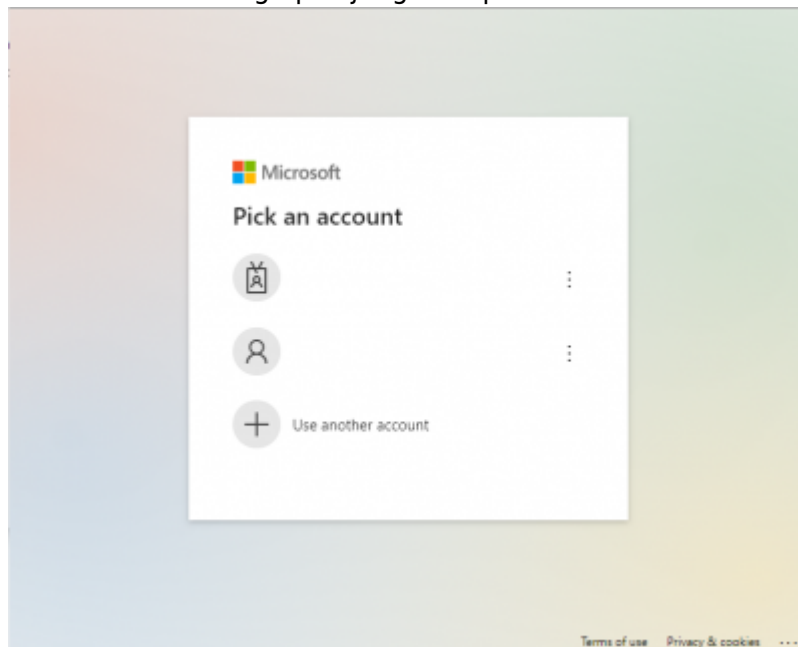 Microsoft
Pick an account
Use another account
Terms of use Privacy & cookies ...